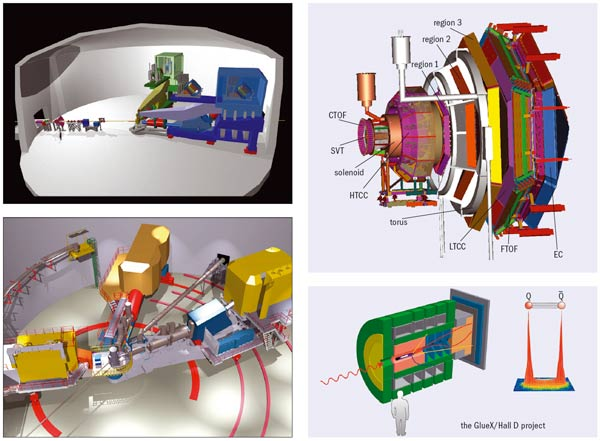 region 3
region 2
region 1
CTOF
SVT
solenoid
HTCC
torus
LTCC
FTOF
EC
Q
Q̅
the GlueX/Hall D project